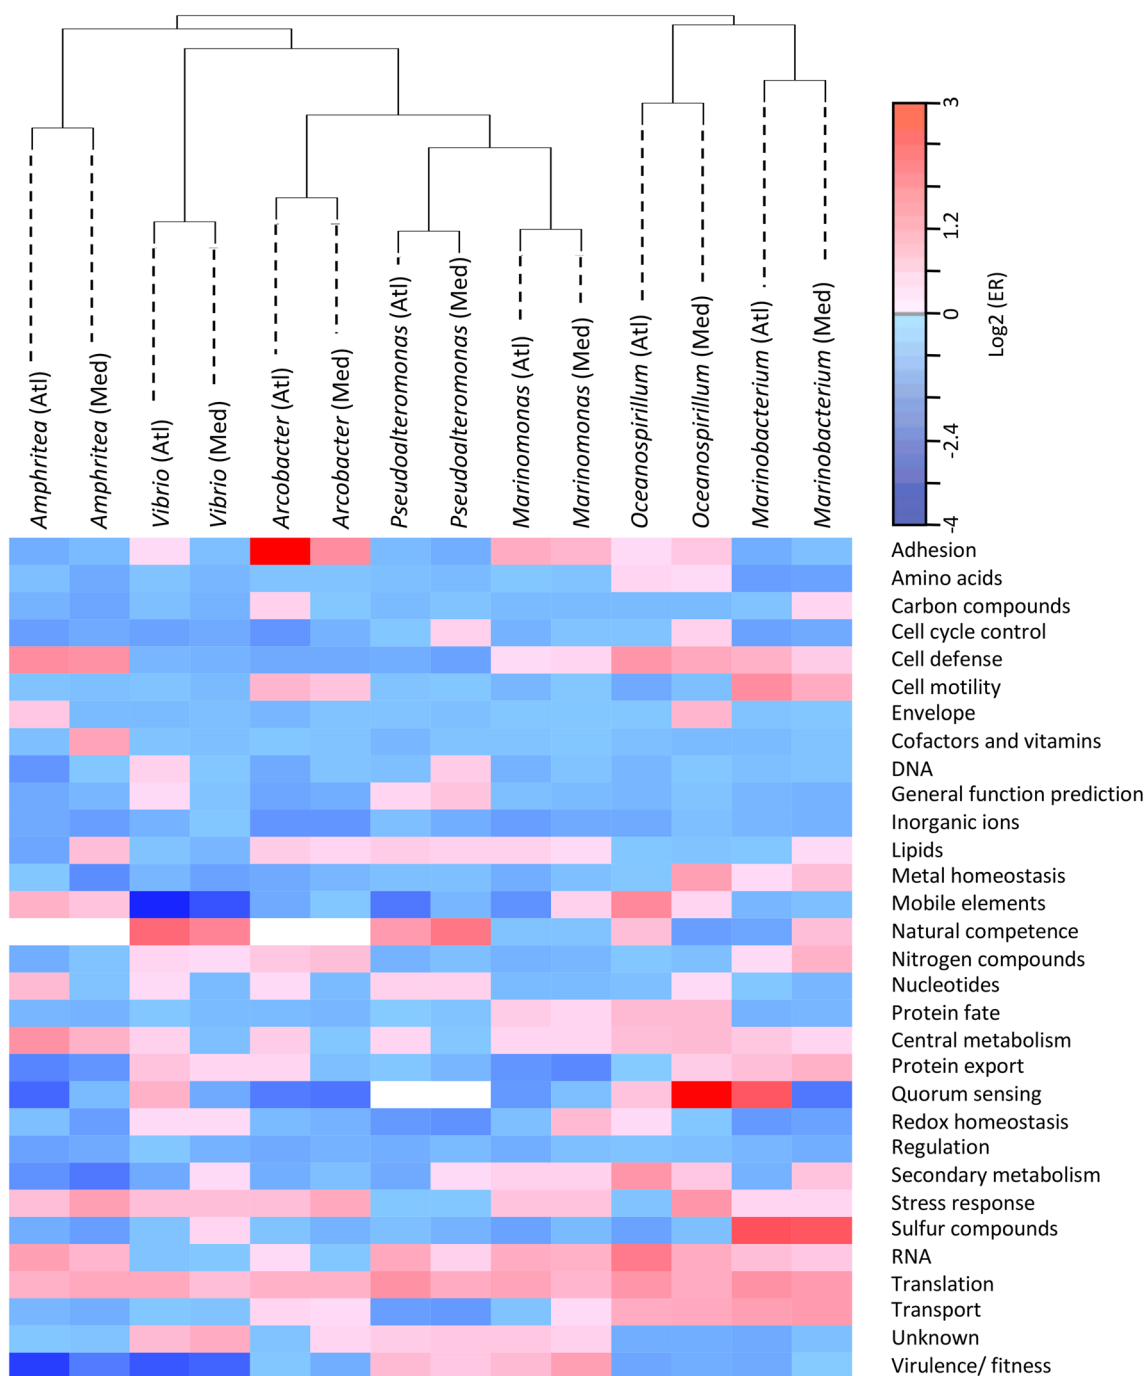 3
1.2
0
-2.4
-4
Log2 (ER)
Amphritea (Atl)
Amphritea (Med)
Vibrio (Atl)
Vibrio (Med)
Arcobacter (Atl)
Arcobacter (Med)
Pseudoalteromonas (Atl)
Pseudoalteromonas (Med)
Marinomonas (Atl)
Marinomonas (Med)
Oceanospirillum (Atl)
Oceanospirillum (Med)
Marinobacterium (Atl)
Marinobacterium (Med)
Adhesion
Amino acids
Carbon compounds
Cell cycle control
Cell defense
Cell motility
Envelope
Cofactors and vitamins
DNA
General function prediction
Inorganic ions
Lipids
Metal homeostasis
Mobile elements
Natural competence
Nitrogen compounds
Nucleotides
Protein fate
Central metabolism
Protein export
Quorum sensing
Redox homeostasis
Regulation
Secondary metabolism
Stress response
Sulfur compounds
RNA
Translation
Transport
Unknown
Virulence/ fitness